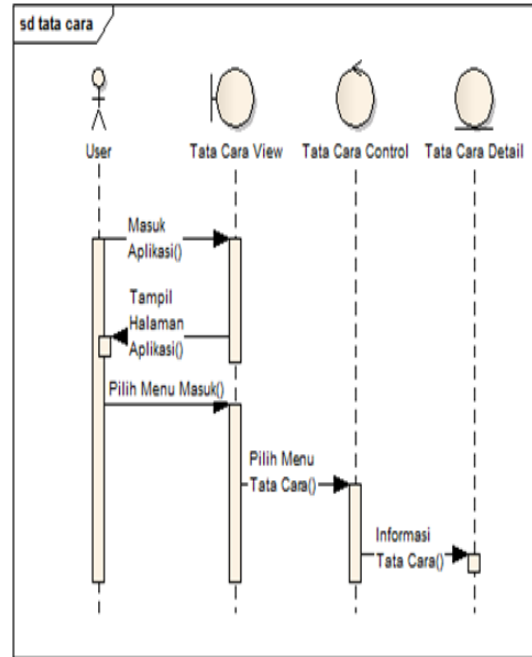 sd tata cara
User
Tata Cara View
Tata Cara Control
Tata Cara Detail
Masuk
Aplikasi()
Tampil
Halaman
Aplikasi()
Pilih Menu Masuk()
Pilih Menu
Tata Cara()
Informasi
Tata Cara()